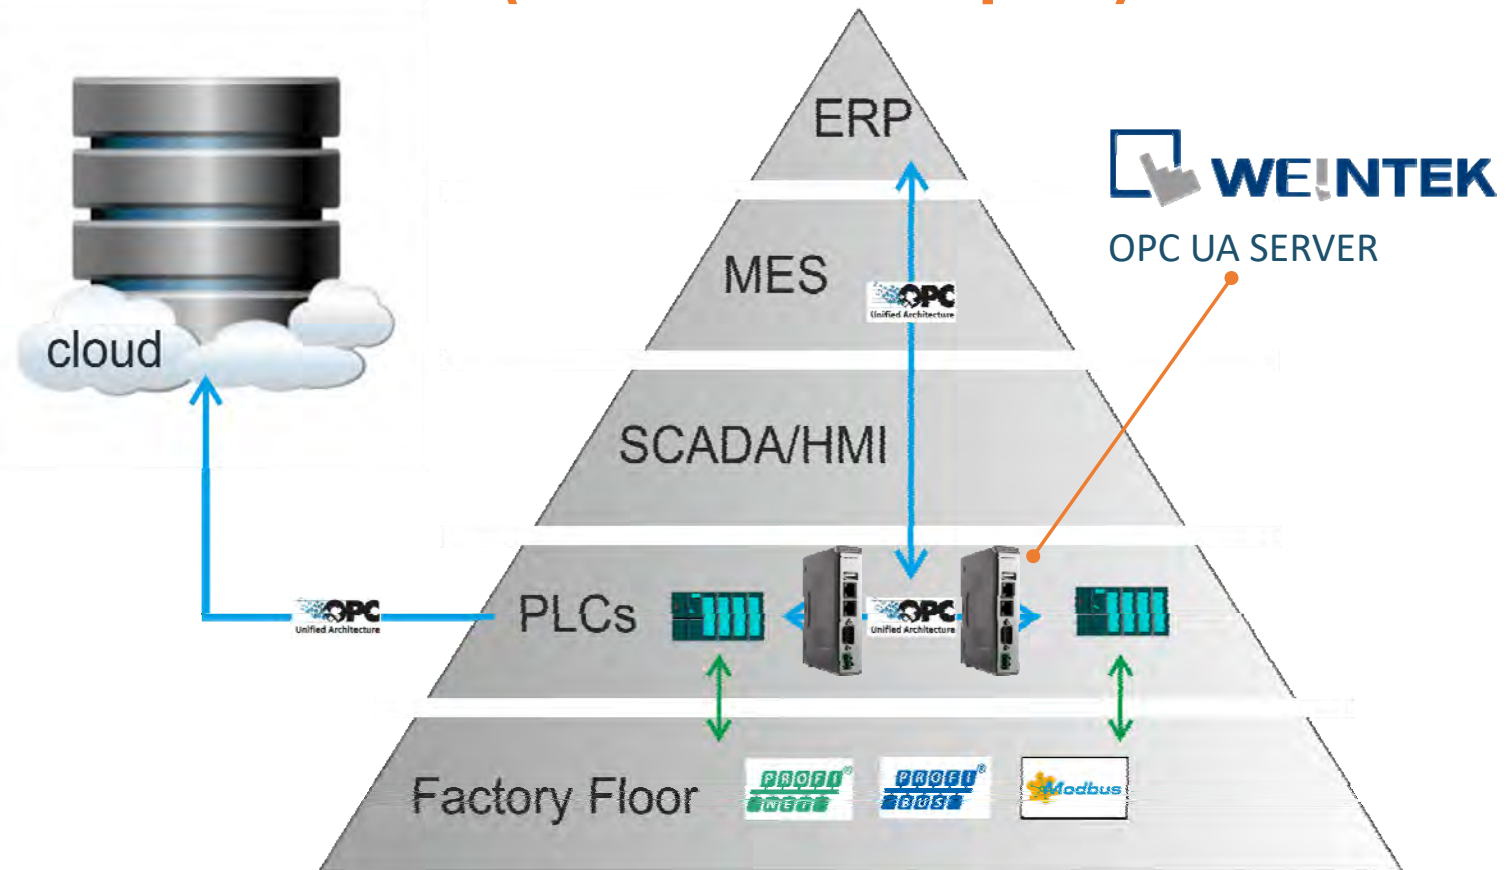 ERP
WEINTEK
OPC UA SERVER
MES
OPC
Unified Architecture
cloud
SCADA/HMI
PLCs
OPC
Unified Architecture
OPC
Unified Architecture
Factory Floor
PROFI®
NET
PROFI®
BUS
Modbus